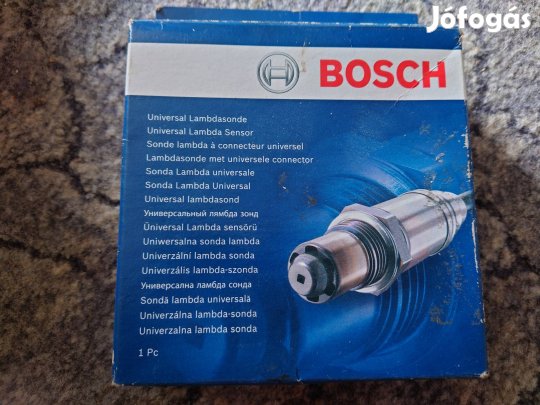 Jófogás
BOSCH
Universal Lambdasonde
Universal Lambda Sensor
Sonde lambda à connecteur universel
Lambdasonde met universele connector
Sonda Lambda universale
Sonda Lambda Universal
Universal lambdasond
Универсальный лямбда зонд
Üniversal Lambda sensörü
Uniwersalna sonda lambda
Univerzální lambda sonda
Univerzális lambda-szonda
Универсална ламбда сонда
Sondă lambda universală
Univerzálna lambda-sonda
Univerzalna lambda sonda
1 Pc